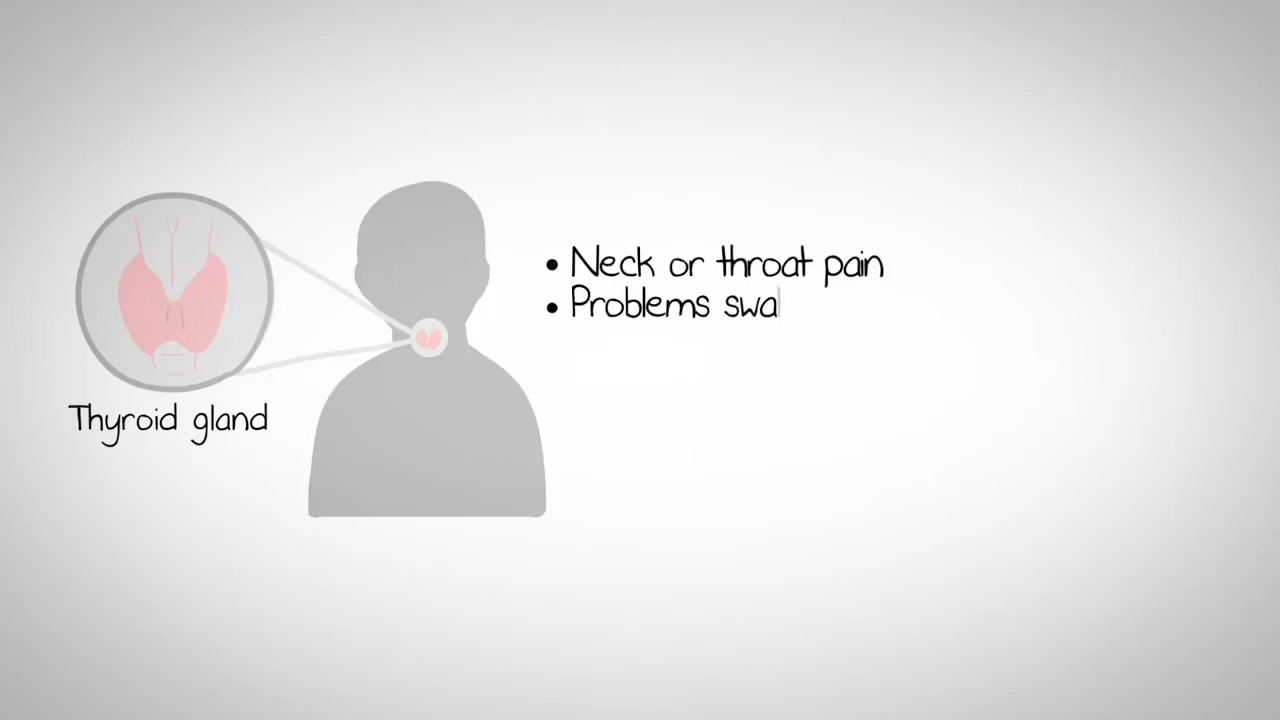 • Neck or throat pain
• Problems swa
Thyroid gland